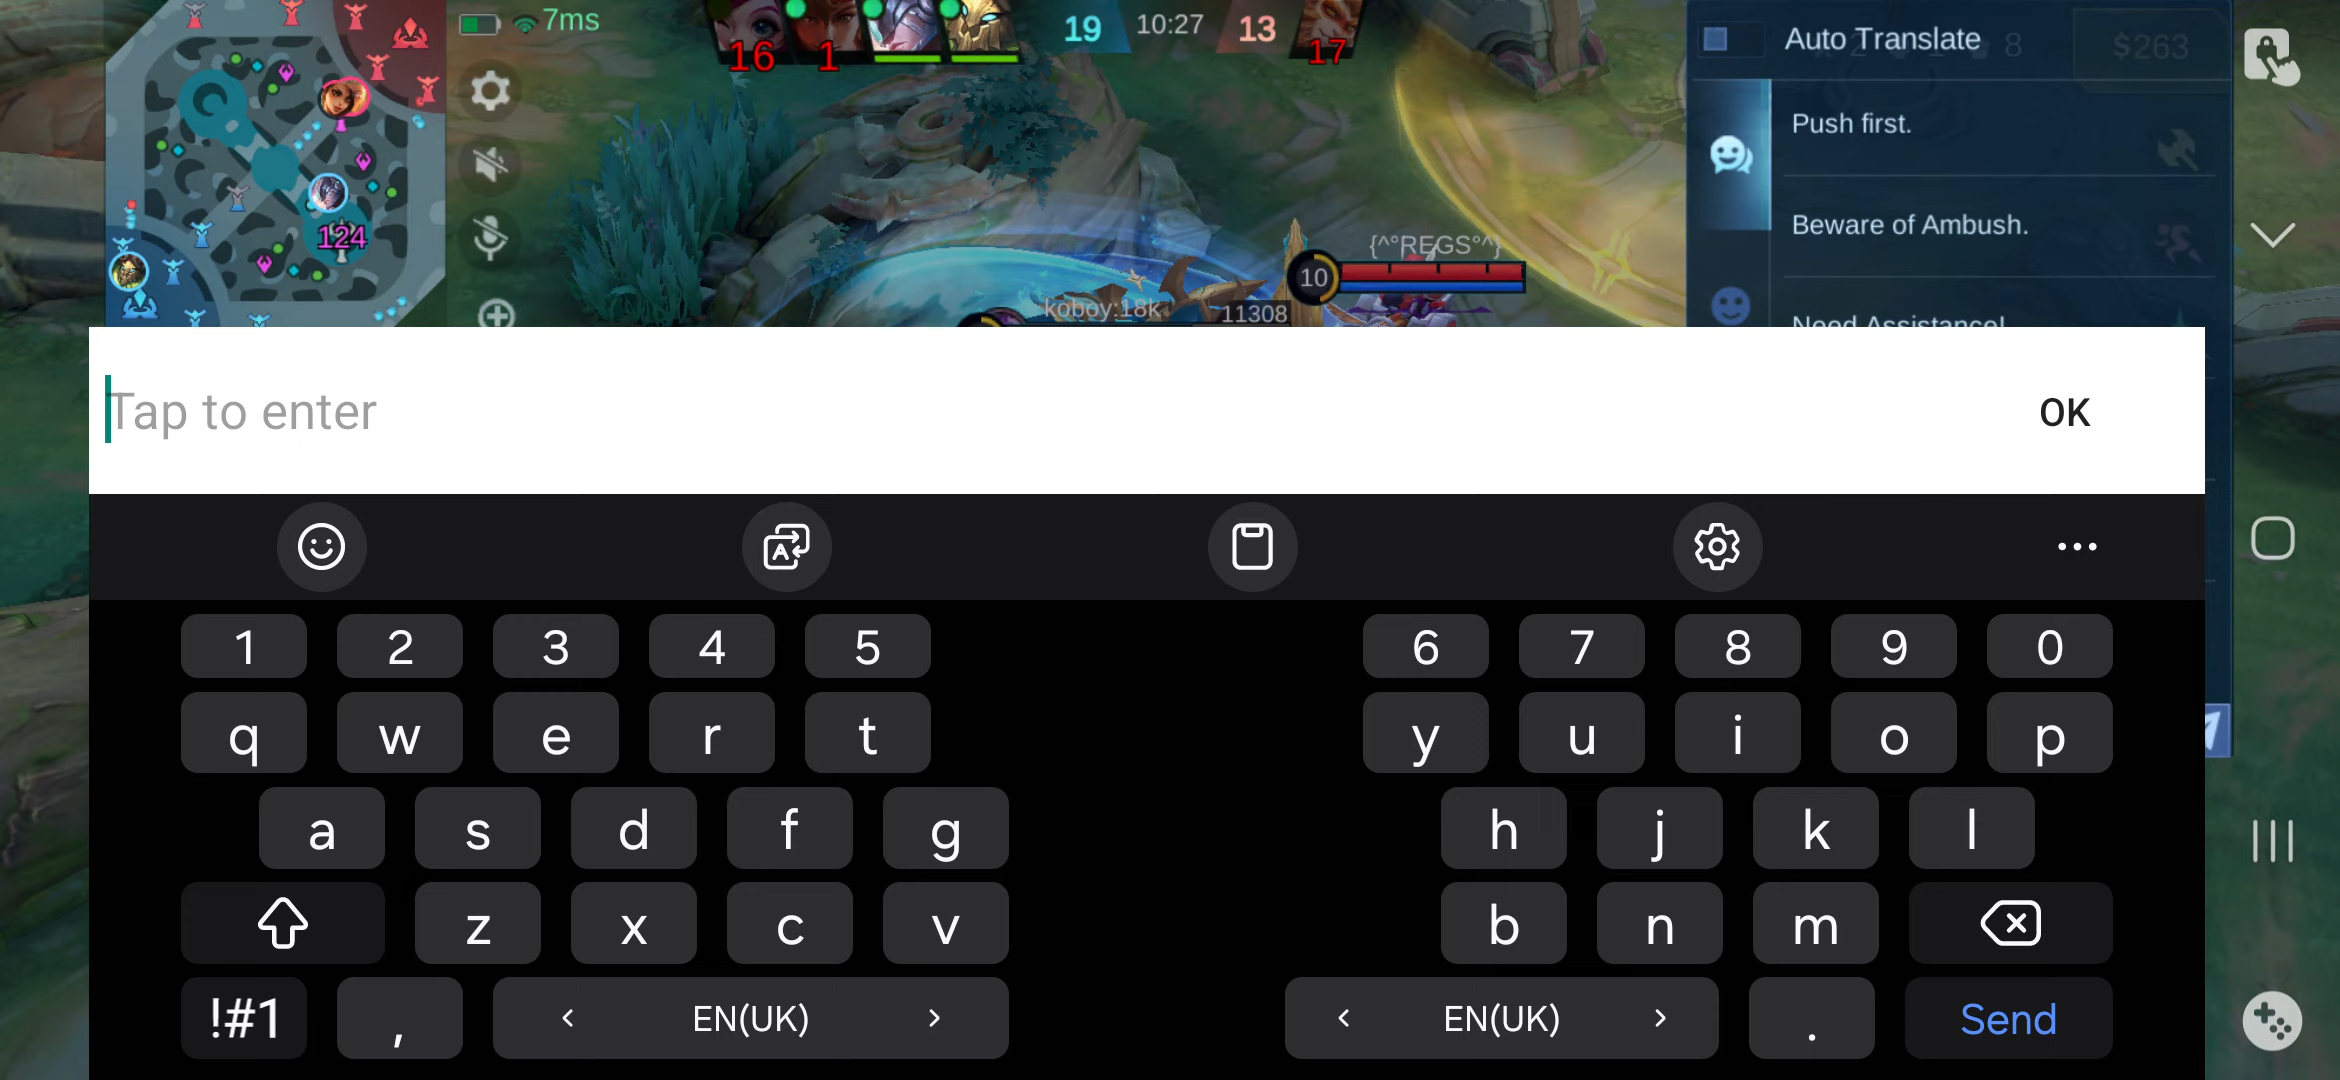 7ms
16
1
19
10:27
13
17
Auto Translate
8
$263
Push first.
Beware of Ambush.
Need Assistance!
124
{^°REGS°^}
10
koboy:18k
11308
Tap to enter
OK
1 2 3 4 5 6 7 8 9 0
q w e r t y u i o p
a s d f g h j k l
z x c v b n m
!#1 , < EN(UK) > < EN(UK) > . Send